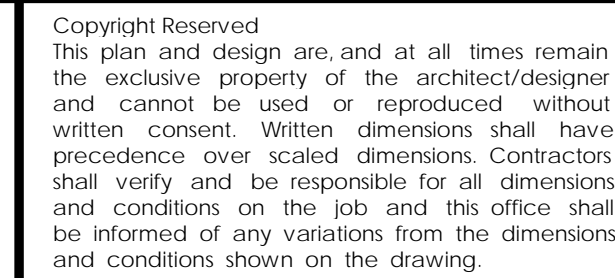 Copyright Reserved
This plan and design are, and at all times remain
the exclusive property of the architect/designer
and cannot be used or reproduced without
written consent. Written dimensions shall have
precedence over scaled dimensions. Contractors
shall verify and be responsible for all dimensions
and conditions on the job and this office shall
be informed of any variations from the dimensions
and conditions shown on the drawing.